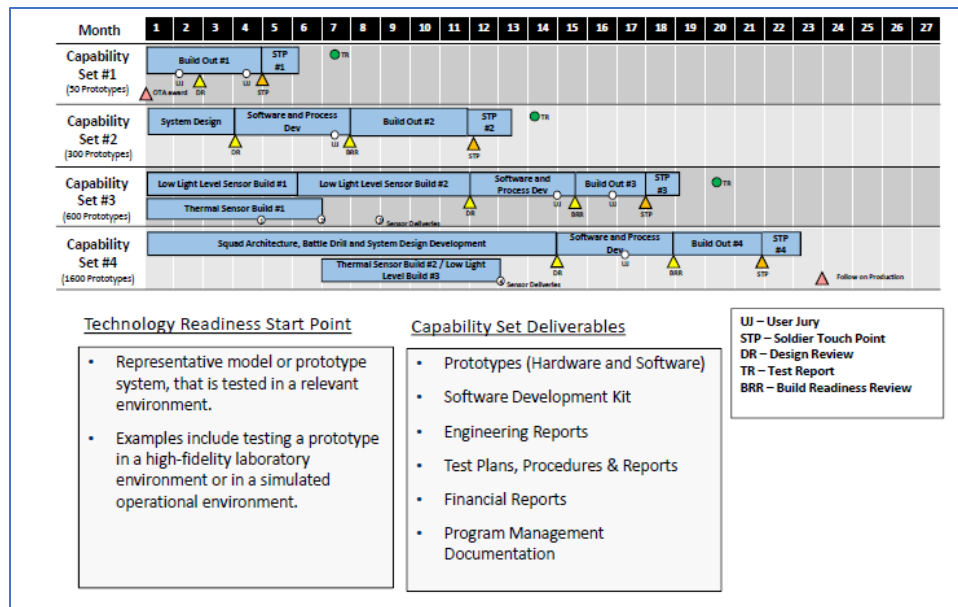 Month 1 2 3 4 5 6 7 8 9 10 11 12 13 14 15 16 17 18 19 20 21 22 23 24 25 26 27
Capability
Set #1
(50 Prototypes)
Build Out #1
STP
#1
TR
UJ
DR
UJ
STP
OTA award
Capability
Set #2
(300 Prototypes)
System Design
Software and Process
Dev
Build Out #2
STP
#2
TR
DR
UJ
BRR
STP
Capability
Set #3
(600 Prototypes)
Low Light Level Sensor Build #1
Low Light Level Sensor Build #2
Software and
Process Dev
Build Out #3
STP
#3
TR
Thermal Sensor Build #1
Sensor Deliveries
DR
UJ
BRR
UJ
STP
Capability
Set #4
(1600 Prototypes)
Squad Architecture, Battle Drill and System Design Development
Software and Process
Dev
Build Out #4
STP
#4
Thermal Sensor Build #2 / Low Light
Level Build #3
Sensor Deliveries
DR
UJ
BRR
STP
Follow on Production
Technology Readiness Start Point
• Representative model or prototype
system, that is tested in a relevant
environment.
• Examples include testing a prototype
in a high-fidelity laboratory
environment or in a simulated
operational environment.
Capability Set Deliverables
• Prototypes (Hardware and Software)
• Software Development Kit
• Engineering Reports
• Test Plans, Procedures & Reports
• Financial Reports
• Program Management
Documentation
UJ – User Jury
STP – Soldier Touch Point
DR – Design Review
TR – Test Report
BRR – Build Readiness Review